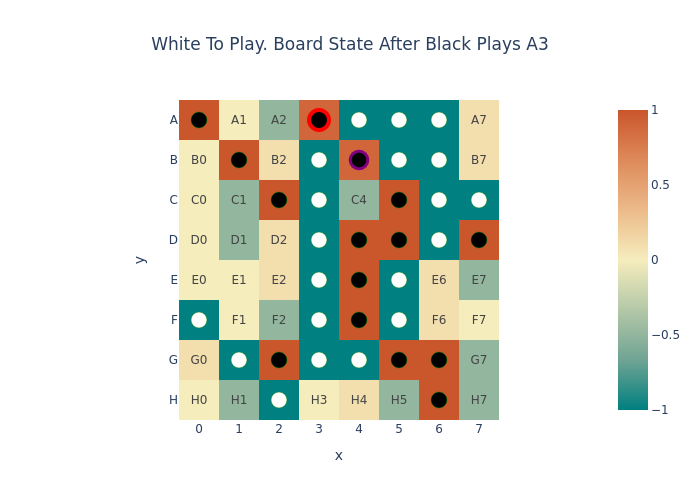 White To Play. Board State After Black Plays A3
A A1 A2 A7
B B0 B2 B7
C C0 C1 C4
D D0 D1 D2
E E0 E1 E2 E6 E7
F F1 F2 F6 F7
G G0 G7
H H0 H1 H3 H4 H5 H7
0 1 2 3 4 5 6 7
x
y
1
0.5
0
−0.5
−1